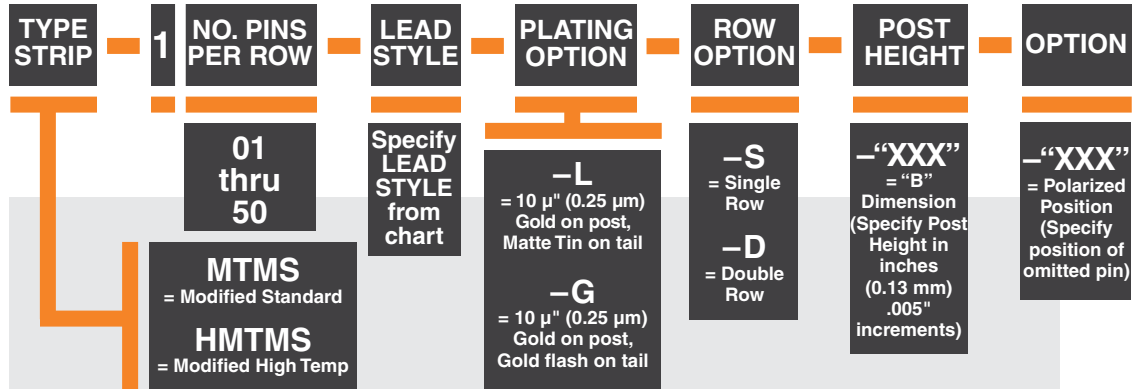 TYPE
STRIP
1
NO. PINS
PER ROW
LEAD
STYLE
PLATING
OPTION
ROW
OPTION
POST
HEIGHT
OPTION
01
thru
50
MTMS
= Modified Standard
HMTMS
= Modified High Temp
Specify
LEAD
STYLE
from
chart
–L
= 10 µ" (0.25 µm)
Gold on post,
Matte Tin on tail
–G
= 10 µ" (0.25 µm)
Gold on post,
Gold flash on tail
–S
= Single
Row
–D
= Double
Row
–“XXX”
= “B”
Dimension
(Specify Post
Height in
inches
(0.13 mm)
.005"
increments)
–“XXX”
= Polarized
Position
(Specify
position of
omitted pin)